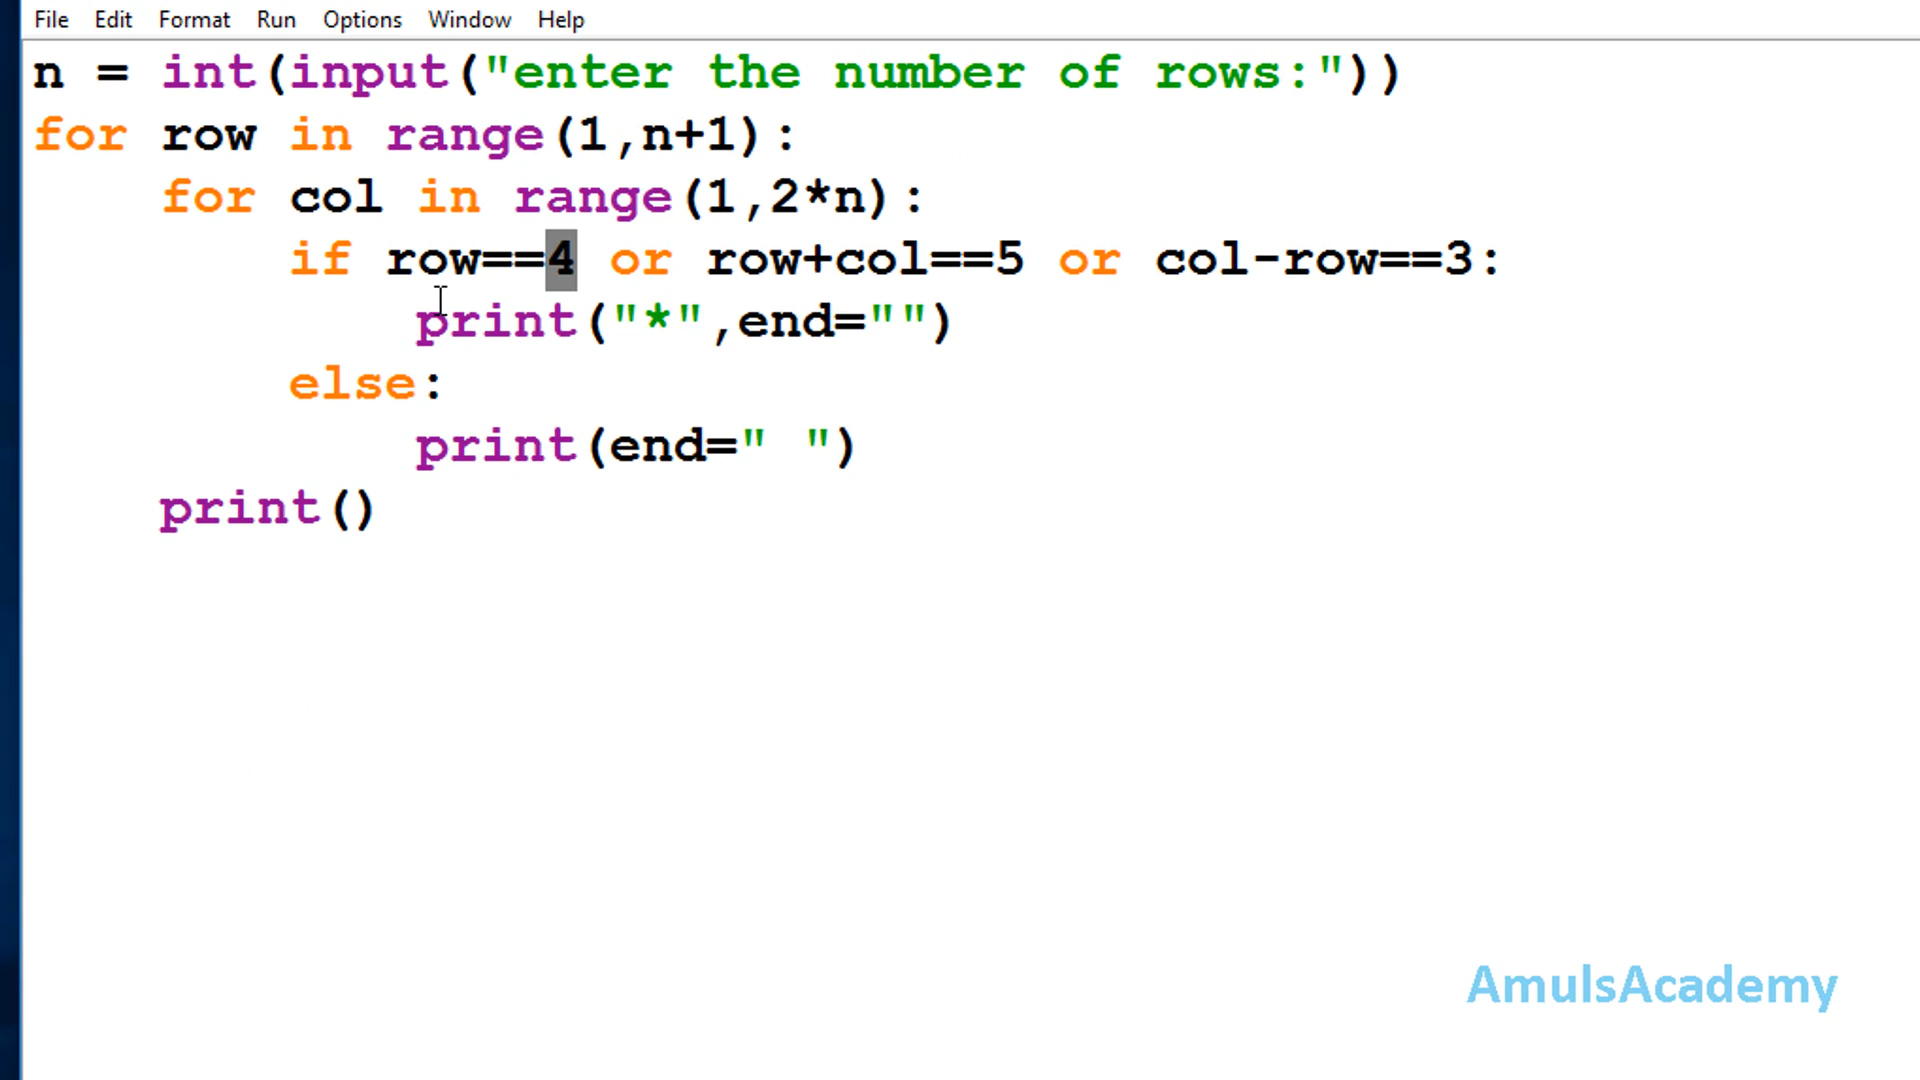 File Edit Format Run Options Window Help
n = int(input("enter the number of rows:"))
for row in range(1,n+1):
    for col in range(1,2*n):
        if row==4 or row+col==5 or col-row==3:
            print("*",end="")
        else:
            print(end=" ")
    print()
AmulsAcademy